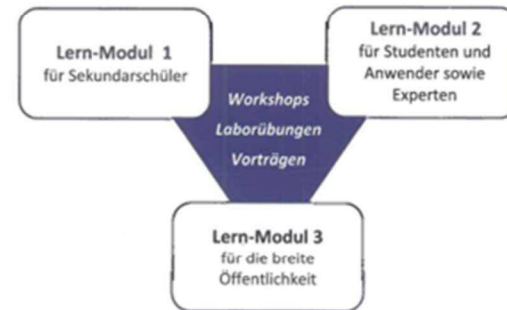 Lern-Modul 1
für Sekundarschüler
Lern-Modul 2
für Studenten und
Anwender sowie
Experten
Workshops
Laborübungen
Vorträgen
Lern-Modul 3
für die breite
Öffentlichkeit